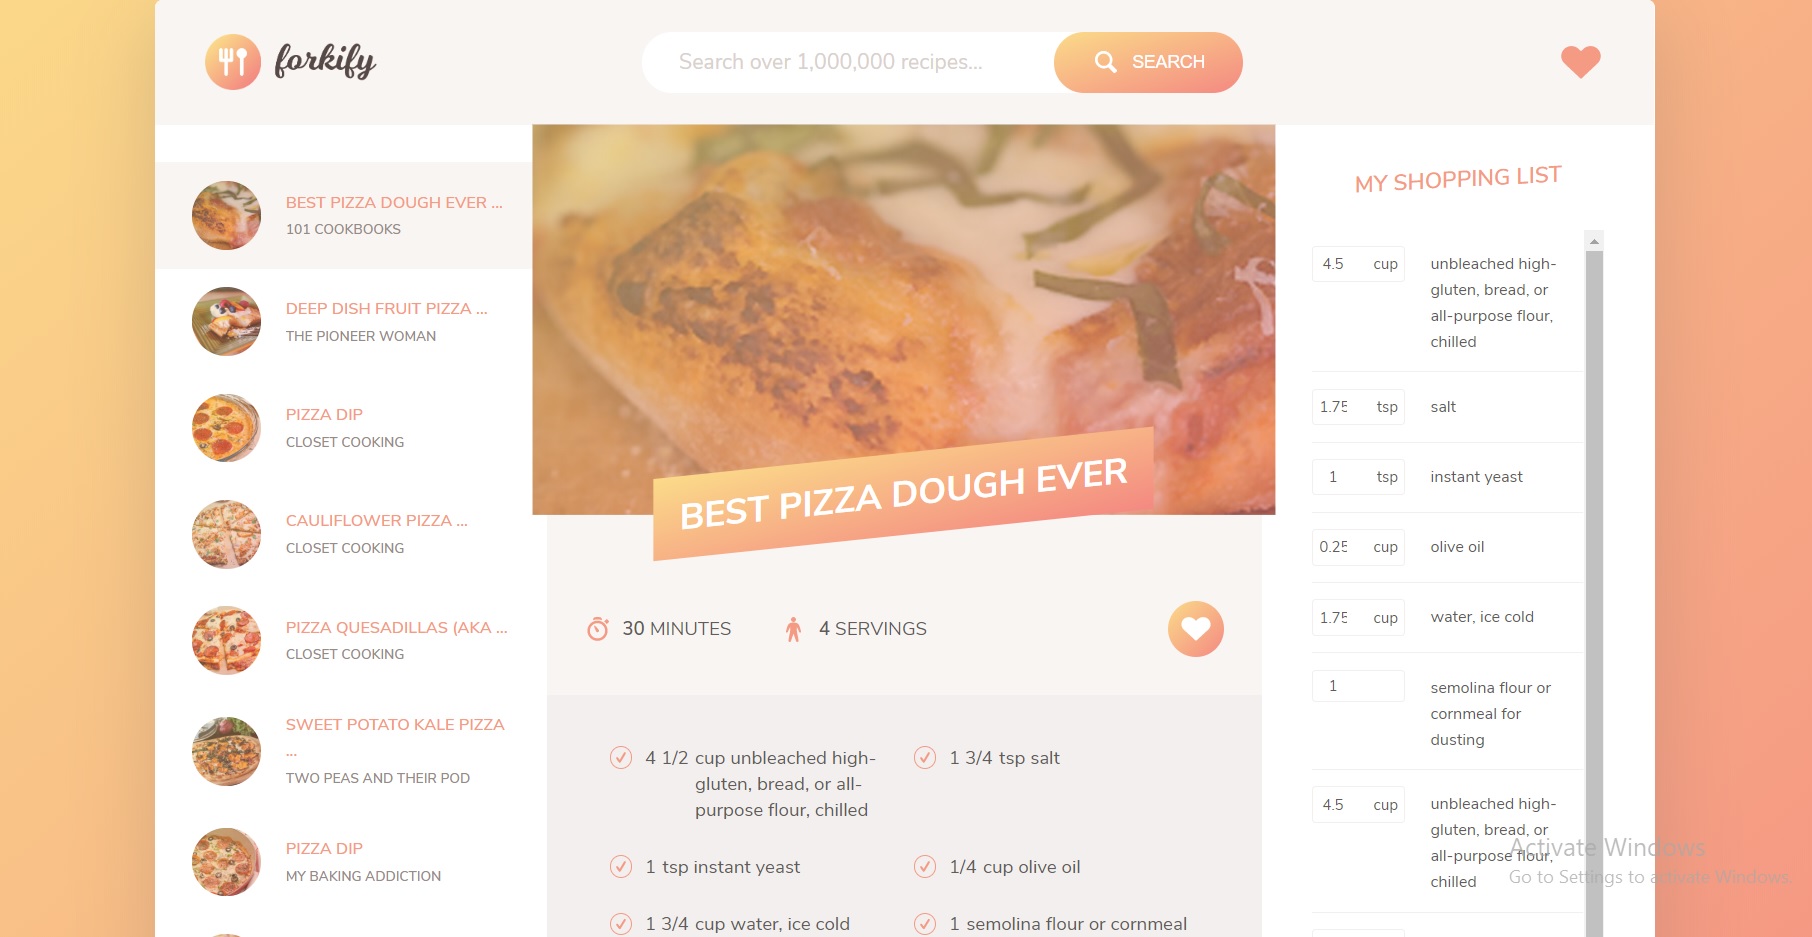 forkify
Search over 1,000,000 recipes...
SEARCH
BEST PIZZA DOUGH EVER ...
101 COOKBOOKS
DEEP DISH FRUIT PIZZA ...
THE PIONEER WOMAN
PIZZA DIP
CLOSET COOKING
CAULIFLOWER PIZZA ...
CLOSET COOKING
PIZZA QUESADILLAS (AKA ...
CLOSET COOKING
SWEET POTATO KALE PIZZA
...
TWO PEAS AND THEIR POD
PIZZA DIP
MY BAKING ADDICTION
BEST PIZZA DOUGH EVER
30 MINUTES
4 SERVINGS
4 1/2 cup unbleached high-
gluten, bread, or all-
purpose flour, chilled
1 3/4 tsp salt
1 tsp instant yeast
1/4 cup olive oil
1 3/4 cup water, ice cold
1 semolina flour or cornmeal
MY SHOPPING LIST
4.5 cup unbleached high-
gluten, bread, or
all-purpose flour,
chilled
1.75 tsp salt
1 tsp instant yeast
0.25 cup olive oil
1.75 cup water, ice cold
1 semolina flour or
cornmeal for
dusting
4.5 cup unbleached high-
gluten, bread, or
all-purpose flour,
chilled
Activate Windows
Go to Settings to activate Windows.